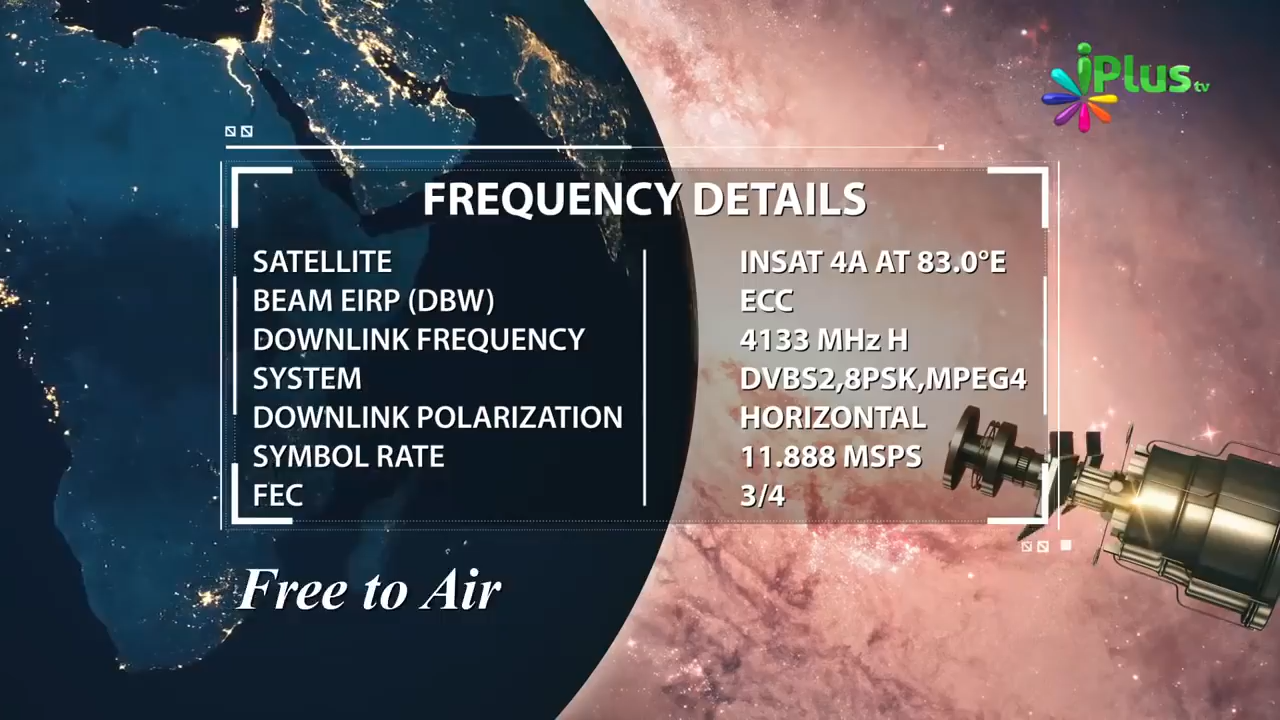 iPlus tv
FREQUENCY DETAILS
SATELLITE INSAT 4A AT 83.0°E
BEAM EIRP (DBW) ECC
DOWNLINK FREQUENCY 4133 MHz H
SYSTEM DVBS2,8PSK,MPEG4
DOWNLINK POLARIZATION HORIZONTAL
SYMBOL RATE 11.888 MSPS
FEC 3/4
Free to Air